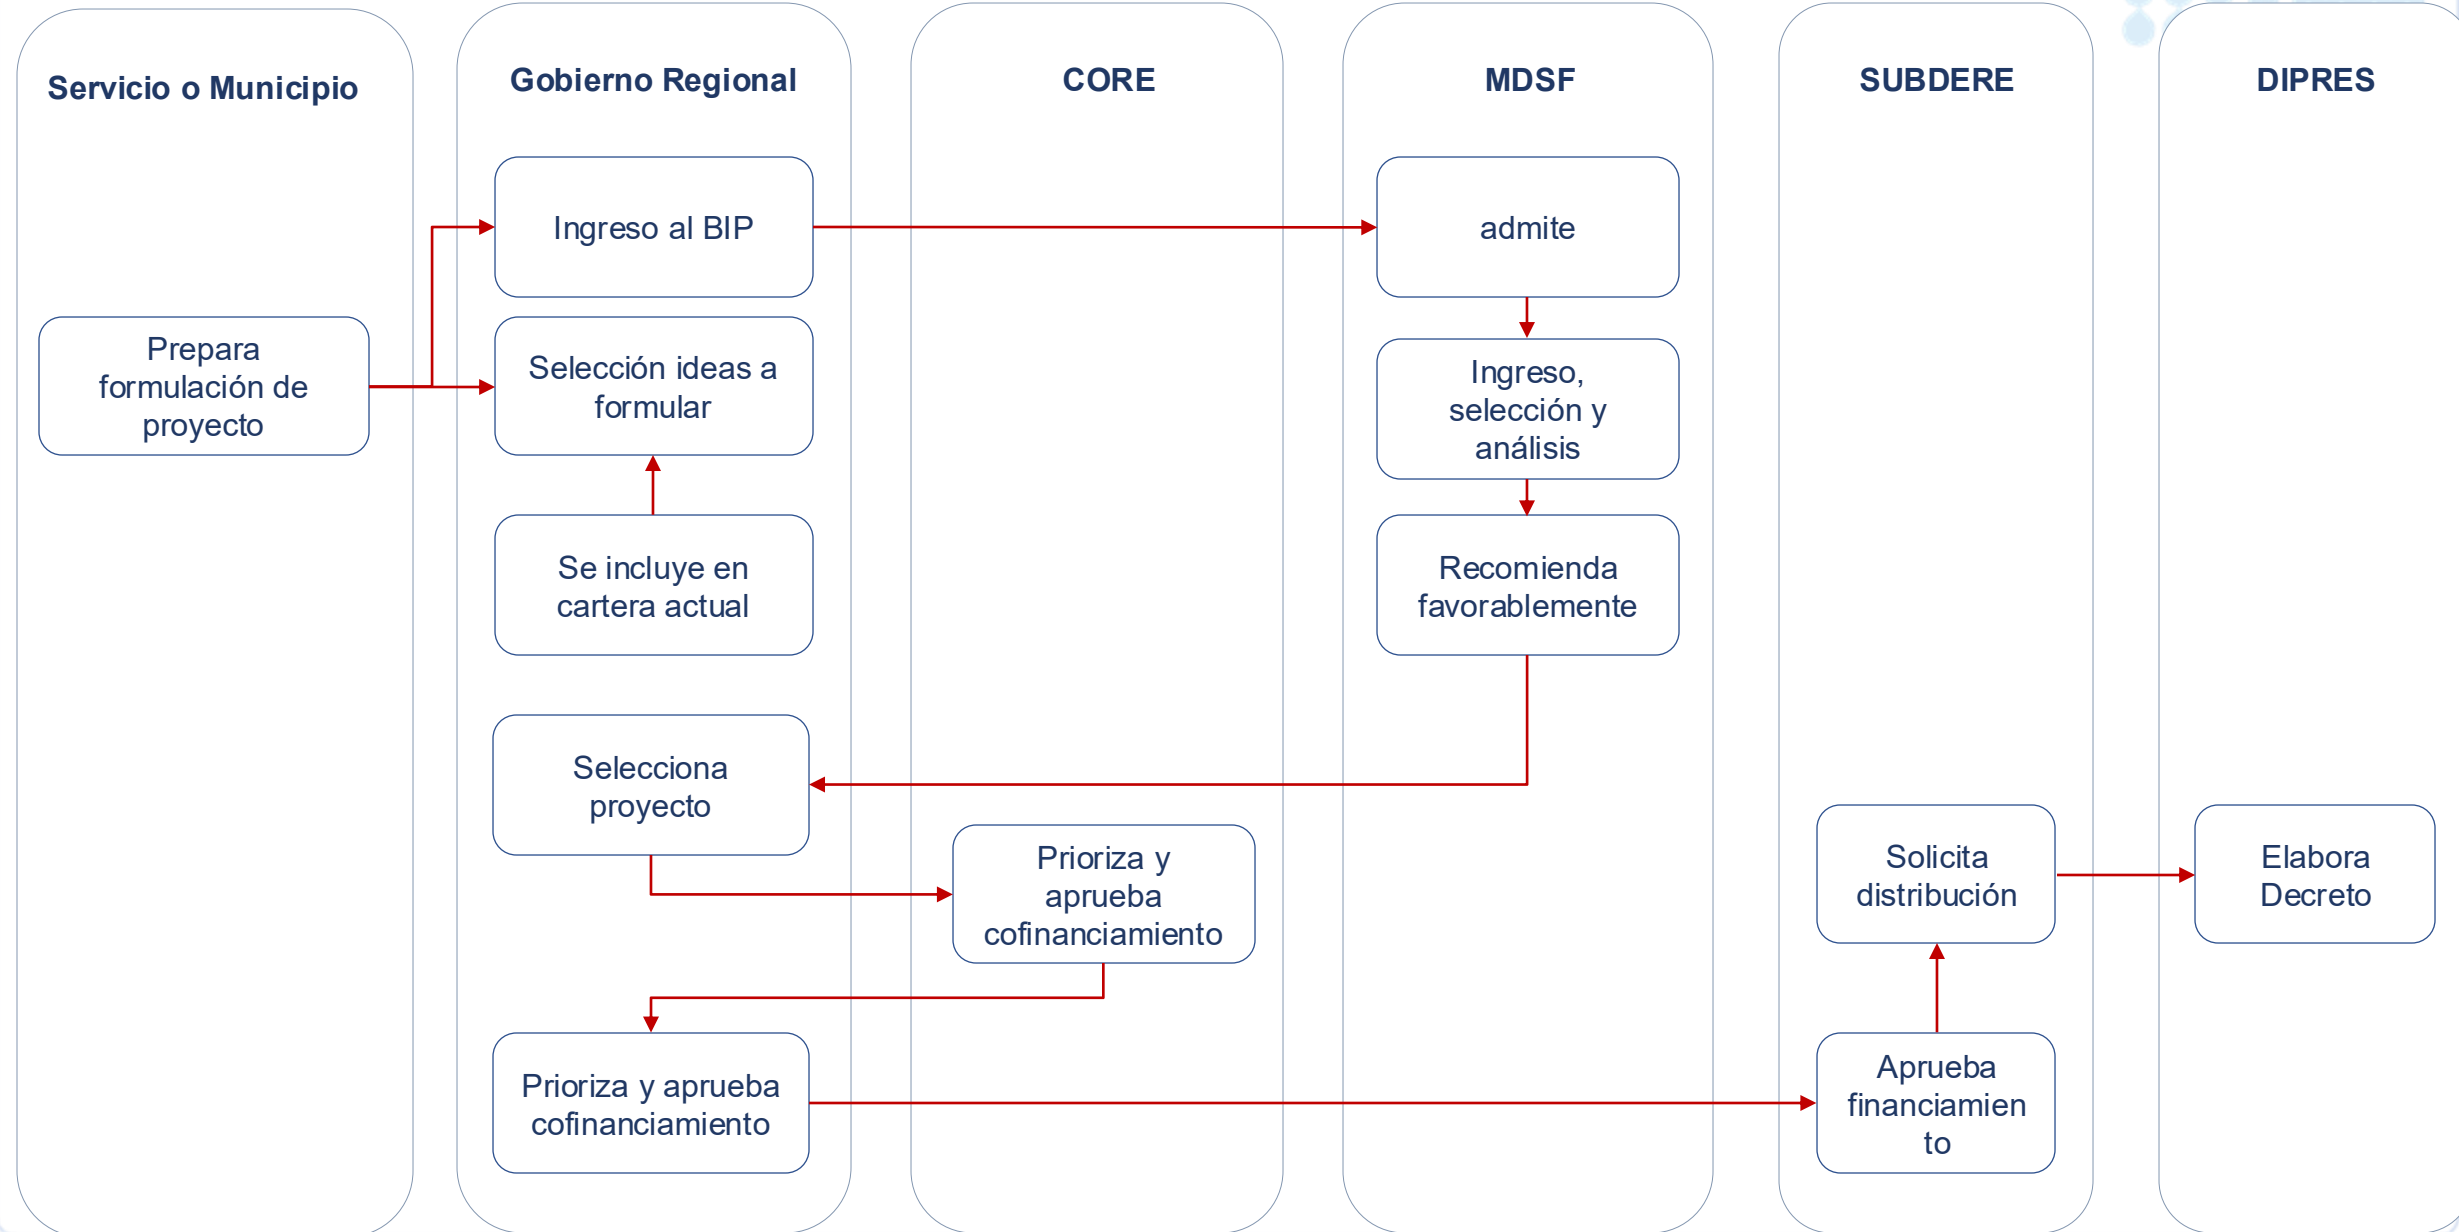 Servicio o Municipio
Gobierno Regional
CORE
MDSF
SUBDERE
DIPRES
Prepara
formulación de
proyecto
Ingreso al BIP
Selección ideas a
formular
Se incluye en
cartera actual
Selecciona
proyecto
Prioriza y aprueba
cofinanciamiento
Prioriza y
aprueba
cofinanciamiento
admite
Ingreso,
selección y
análisis
Recomienda
favorablemente
Solicita
distribución
Aprueba
financiamien
to
Elabora
Decreto